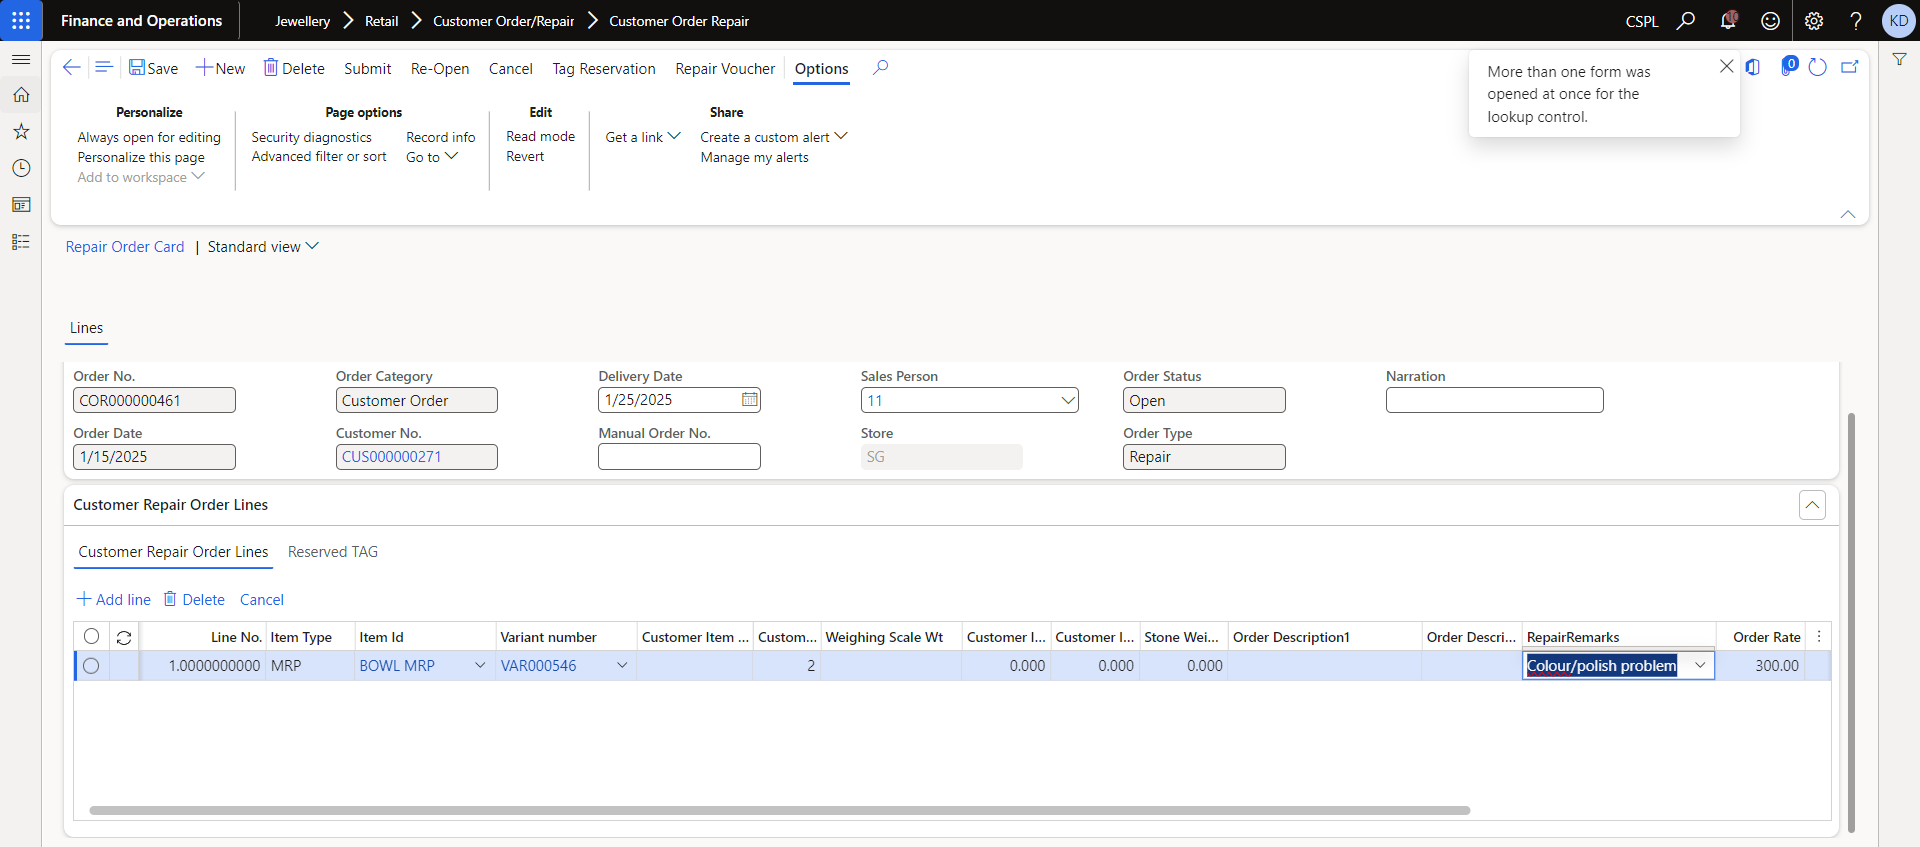 Finance and Operations
Jewellery > Retail > Customer Order/Repair > Customer Order Repair
CSPL
10
KD
Save
New
Delete
Submit
Re-Open
Cancel
Tag Reservation
Repair Voucher
Options
0
More than one form was
opened at once for the
lookup control.
Personalize
Always open for editing
Personalize this page
Add to workspace
Page options
Security diagnostics
Advanced filter or sort
Record info
Go to
Edit
Read mode
Revert
Get a link
Share
Create a custom alert
Manage my alerts
Repair Order Card | Standard view
Lines
Order No. Order Category Delivery Date Sales Person Order Status Narration
COR000000461 Customer Order 1/25/2025 11 Open
Order Date Customer No. Manual Order No. Store Order Type
1/15/2025 CUS000000271 SG Repair
Customer Repair Order Lines
Customer Repair Order Lines Reserved TAG
Add line Delete Cancel
Line No. Item Type Item Id Variant number Customer Item ... Custom... Weighing Scale Wt Customer I... Customer I... Stone Wei... Order Description1 Order Descri... RepairRemarks Order Rate
1.0000000000 MRP BOWL MRP VAR000546 2 0.000 0.000 0.000 Colour/polish problem 300.00